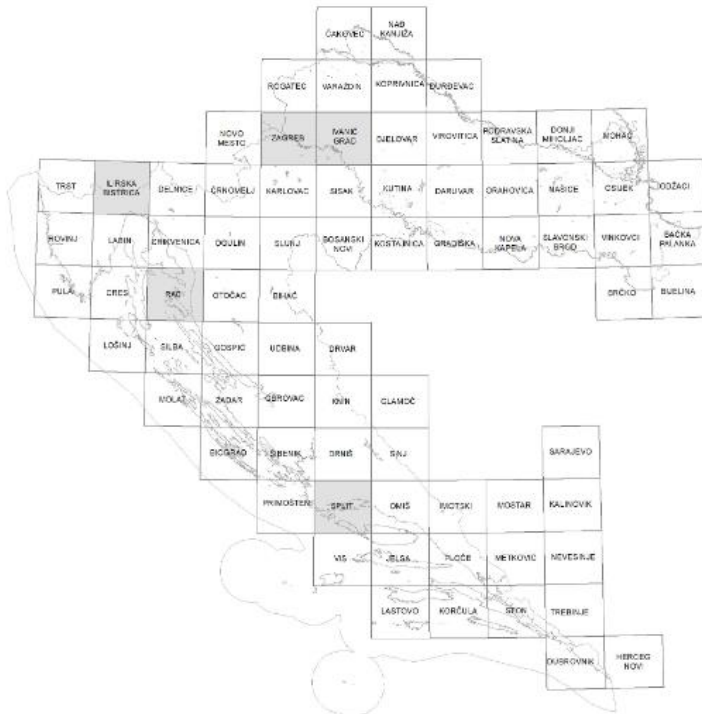 ČAKOVEC
NAĐ
KANJIŽA
ROGATEC
VARAŽDIN
KOPRIVNICA
ĐURĐEVAC
NOVO
MESTO
ZAGREB
IVANIĆ
GRAD
BJELOVAR
VIROVITICA
PODRAVSKA
SLATINA
DONJI
MIHOLJAC
MOHAČ
TRST
ILIRSKA
BISTRICA
DELNICE
ČRNOMELJ
KARLOVAC
SISAK
KUTINA
DARUVAR
ORAHOVICA
NAŠICE
OSIJEK
ODŽACI
ROVINJ
LABIN
CRIKVENICA
OGULIN
SLUNJ
BOSANSKI
NOVI
KOSTAJNICA
GRADIŠKA
NOVA
KAPELA
SLAVONSKI
BROD
VINKOVCI
BAČKA
PALANKA
PULA
CRES
RAB
OTOČAC
BIHAĆ
BRČKO
BIJELJINA
LOŠINJ
SILBA
GOSPIĆ
UDBINA
DRVAR
MOLAT
ZADAR
OBROVAC
KNIN
GLAMOČ
BIOGRAD
ŠIBENIK
DRNIŠ
SINJ
SARAJEVO
PRIMOŠTEN
SPLIT
OMIŠ
IMOTSKI
MOSTAR
KALINOVIK
VIS
JELSA
PLOČE
METKOVIĆ
NEVESINJE
LASTOVO
KORČULA
STON
TREBINJE
DUBROVNIK
HERCEG
NOVI